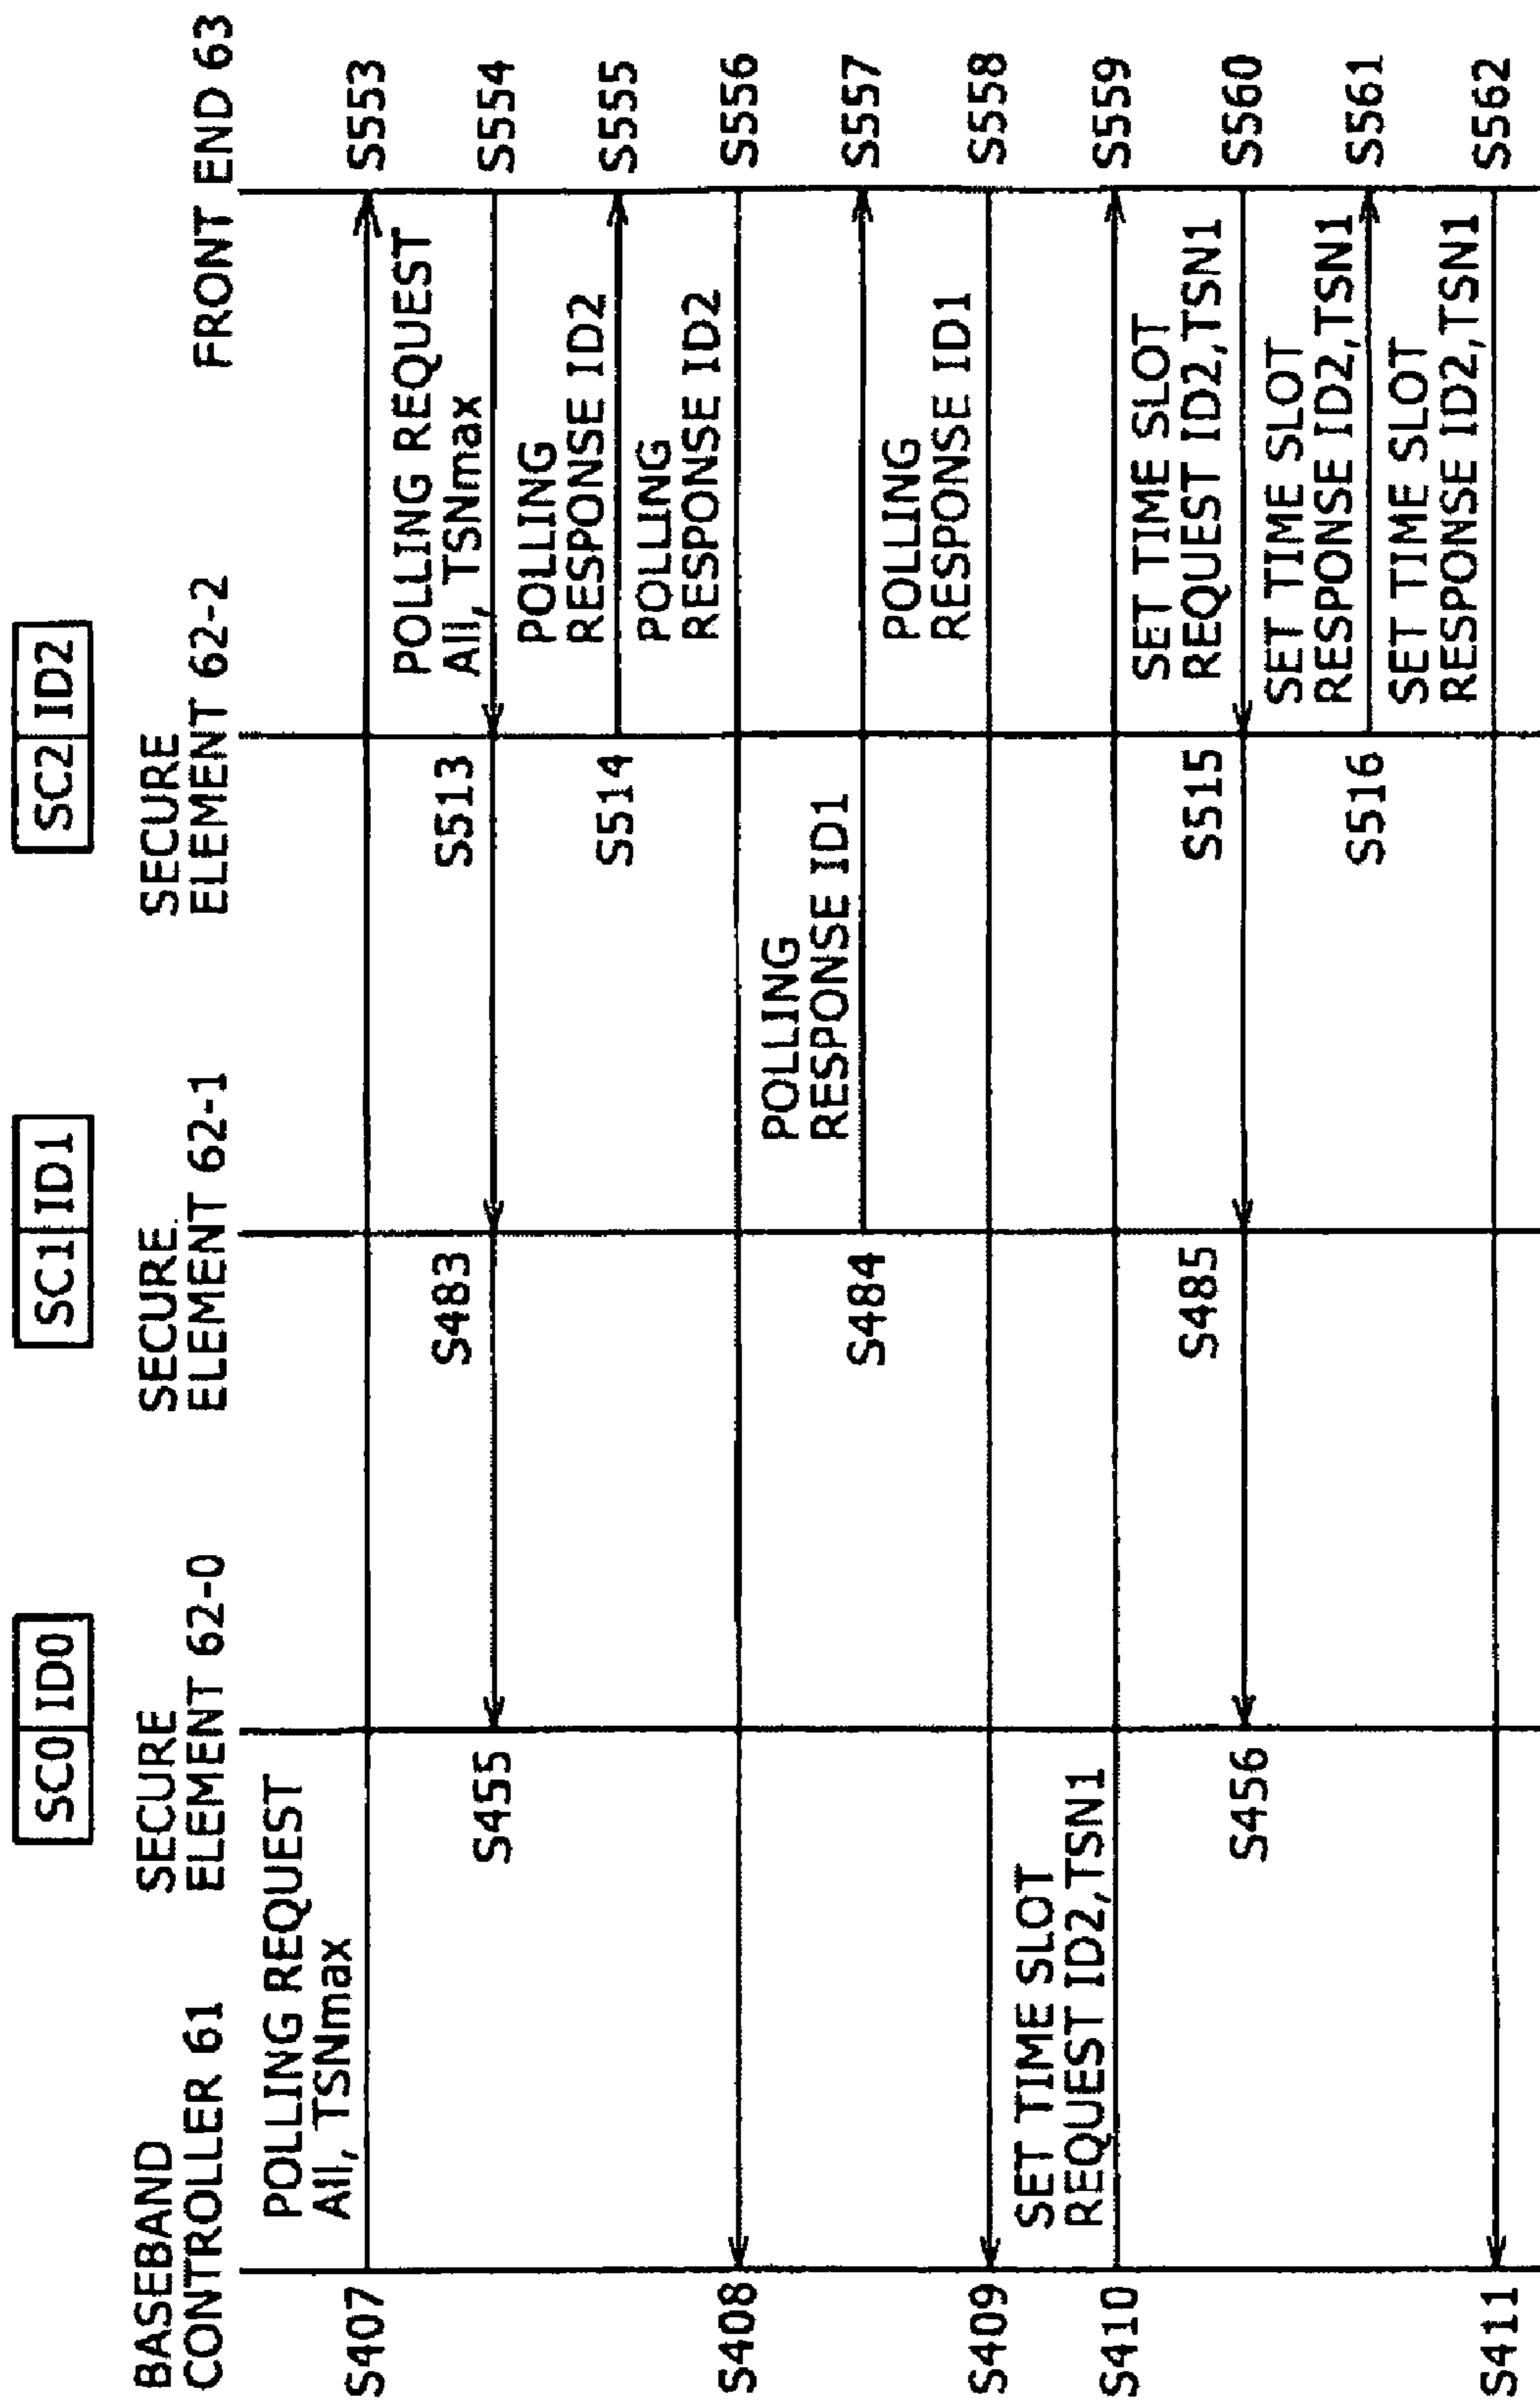 SC0 ID0
SC1 ID1
SC2 ID2
BASEBAND
CONTROLLER 61
SECURE
ELEMENT 62-0
SECURE
ELEMENT 62-1
SECURE
ELEMENT 62-2
FRONT END 63
S407
POLLING REQUEST
All, TSNmax
S553
POLLING REQUEST
All, TSNmax
S455
S483
S513
S554
POLLING
RESPONSE ID2
S514
S555
POLLING
RESPONSE ID2
S408
S556
POLLING
RESPONSE ID1
S484
S557
POLLING
RESPONSE ID1
S409
S558
SET TIME SLOT
REQUEST ID2,TSN1
S410
S559
SET TIME SLOT
REQUEST ID2,TSN1
S456
S485
S515
S560
SET TIME SLOT
RESPONSE ID2,TSN1
S516
S561
SET TIME SLOT
RESPONSE ID2,TSN1
S411
S562